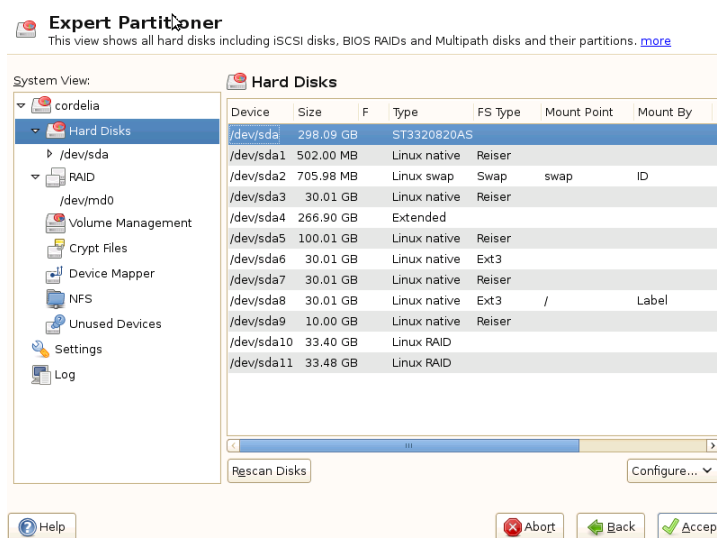 Expert Partitioner
This view shows all hard disks including iSCSI disks, BIOS RAIDs and Multipath disks and their partitions. more
System View:
cordelia
Hard Disks
/dev/sda
RAID
/dev/md0
Volume Management
Crypt Files
Device Mapper
NFS
Unused Devices
Settings
Log
Hard Disks
Device Size F Type FS Type Mount Point Mount By
/dev/sda 298.09 GB ST3320820AS
/dev/sda1 502.00 MB Linux native Reiser
/dev/sda2 705.98 MB Linux swap Swap swap ID
/dev/sda3 30.01 GB Linux native Reiser
/dev/sda4 266.90 GB Extended
/dev/sda5 100.01 GB Linux native Reiser
/dev/sda6 30.01 GB Linux native Ext3
/dev/sda7 30.01 GB Linux native Reiser
/dev/sda8 30.01 GB Linux native Ext3 / Label
/dev/sda9 10.00 GB Linux native Reiser
/dev/sda10 33.40 GB Linux RAID
/dev/sda11 33.48 GB Linux RAID
Rescan Disks Configure...
Help Abort Back Accep